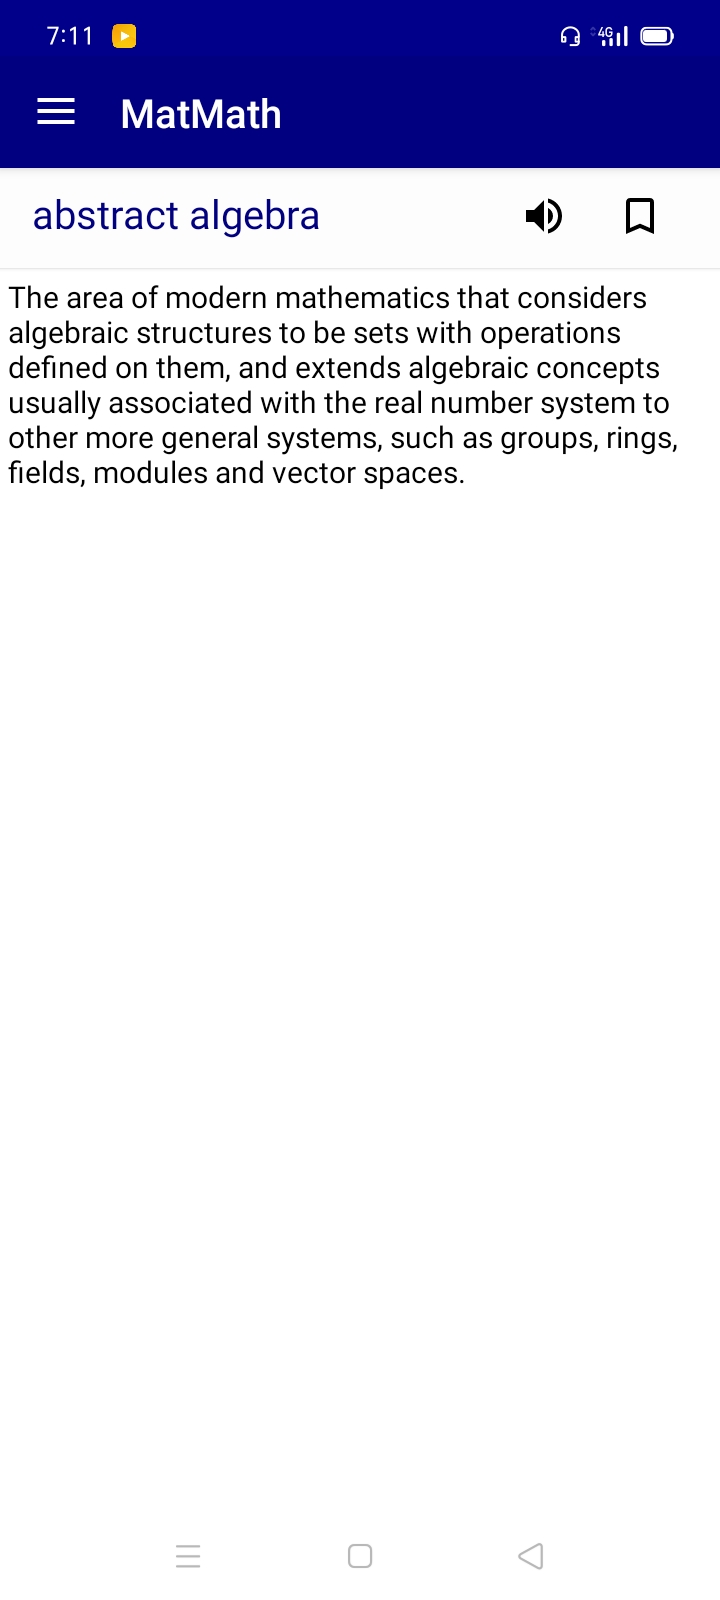 7:11
4G
MatMath
abstract algebra
The area of modern mathematics that considers
algebraic structures to be sets with operations
defined on them, and extends algebraic concepts
usually associated with the real number system to
other more general systems, such as groups, rings,
fields, modules and vector spaces.